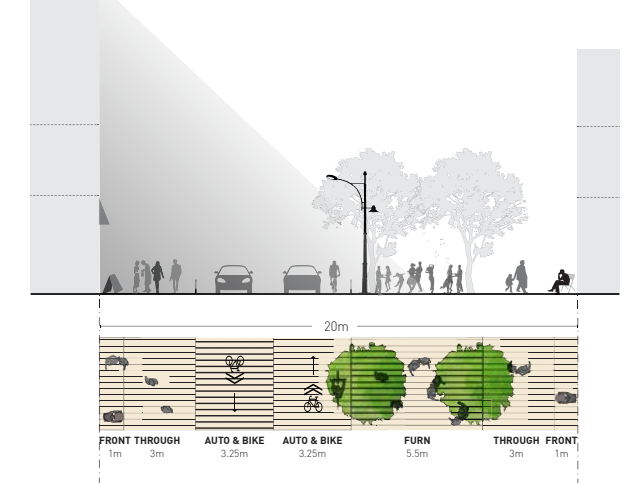 20m
FRONT THROUGH AUTO & BIKE AUTO & BIKE FURN THROUGH FRONT
1m 3m 3.25m 3.25m 5.5m 3m 1m